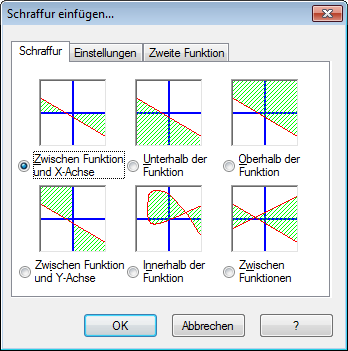 Schraffur einfügen...
Schraffur Einstellungen Zweite Funktion
Zwischen Funktion
und X-Achse
Unterhalb der
Funktion
Oberhalb der
Funktion
Zwischen Funktion
und Y-Achse
Innerhalb der
Funktion
Zwischen
Funktionen
OK Abbrechen ?